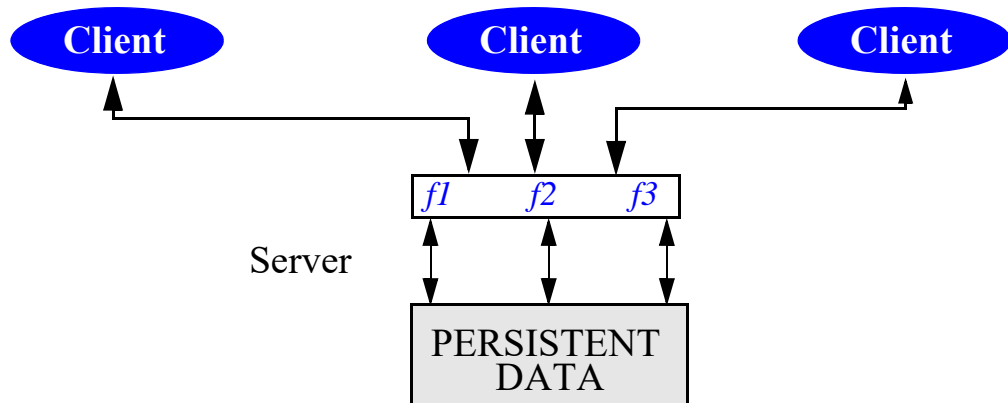 Client Client Client
f1 f2 f3
Server
PERSISTENT
DATA